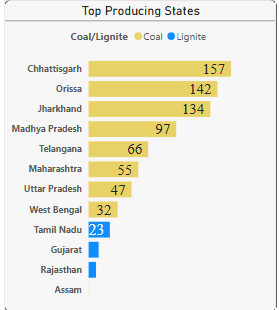 Top Producing States
Coal/Lignite Coal Lignite
Chhattisgarh 157
Orissa 142
Jharkhand 134
Madhya Pradesh 97
Telangana 66
Maharashtra 55
Uttar Pradesh 47
West Bengal 32
Tamil Nadu 23
Gujarat
Rajasthan
Assam